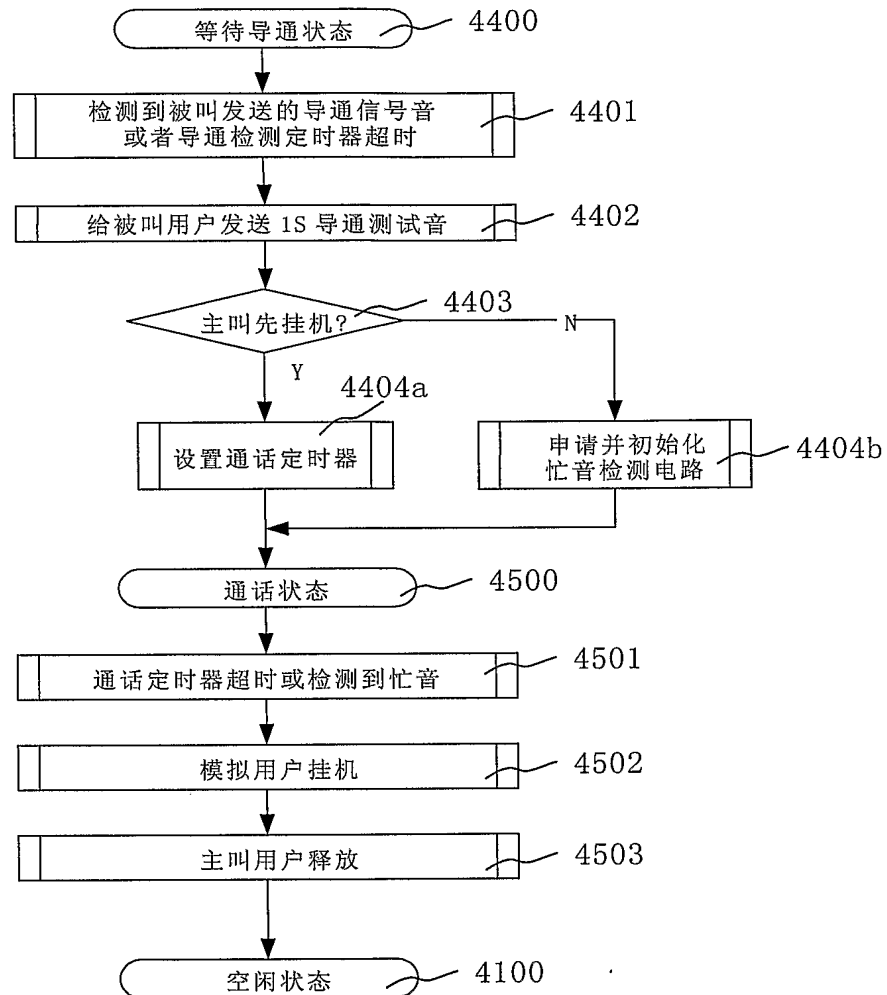 等待导通状态
4400
检测到被叫发送的导通信号音
或者导通检测定时器超时
4401
给被叫用户发送1S导通测试音
4402
主叫先挂机?
4403
N
Y
4404a
设置通话定时器
申请并初始化
忙音检测电路
4404b
通话状态
4500
通话定时器超时或检测到忙音
4501
模拟用户挂机
4502
主叫用户释放
4503
空闲状态
4100